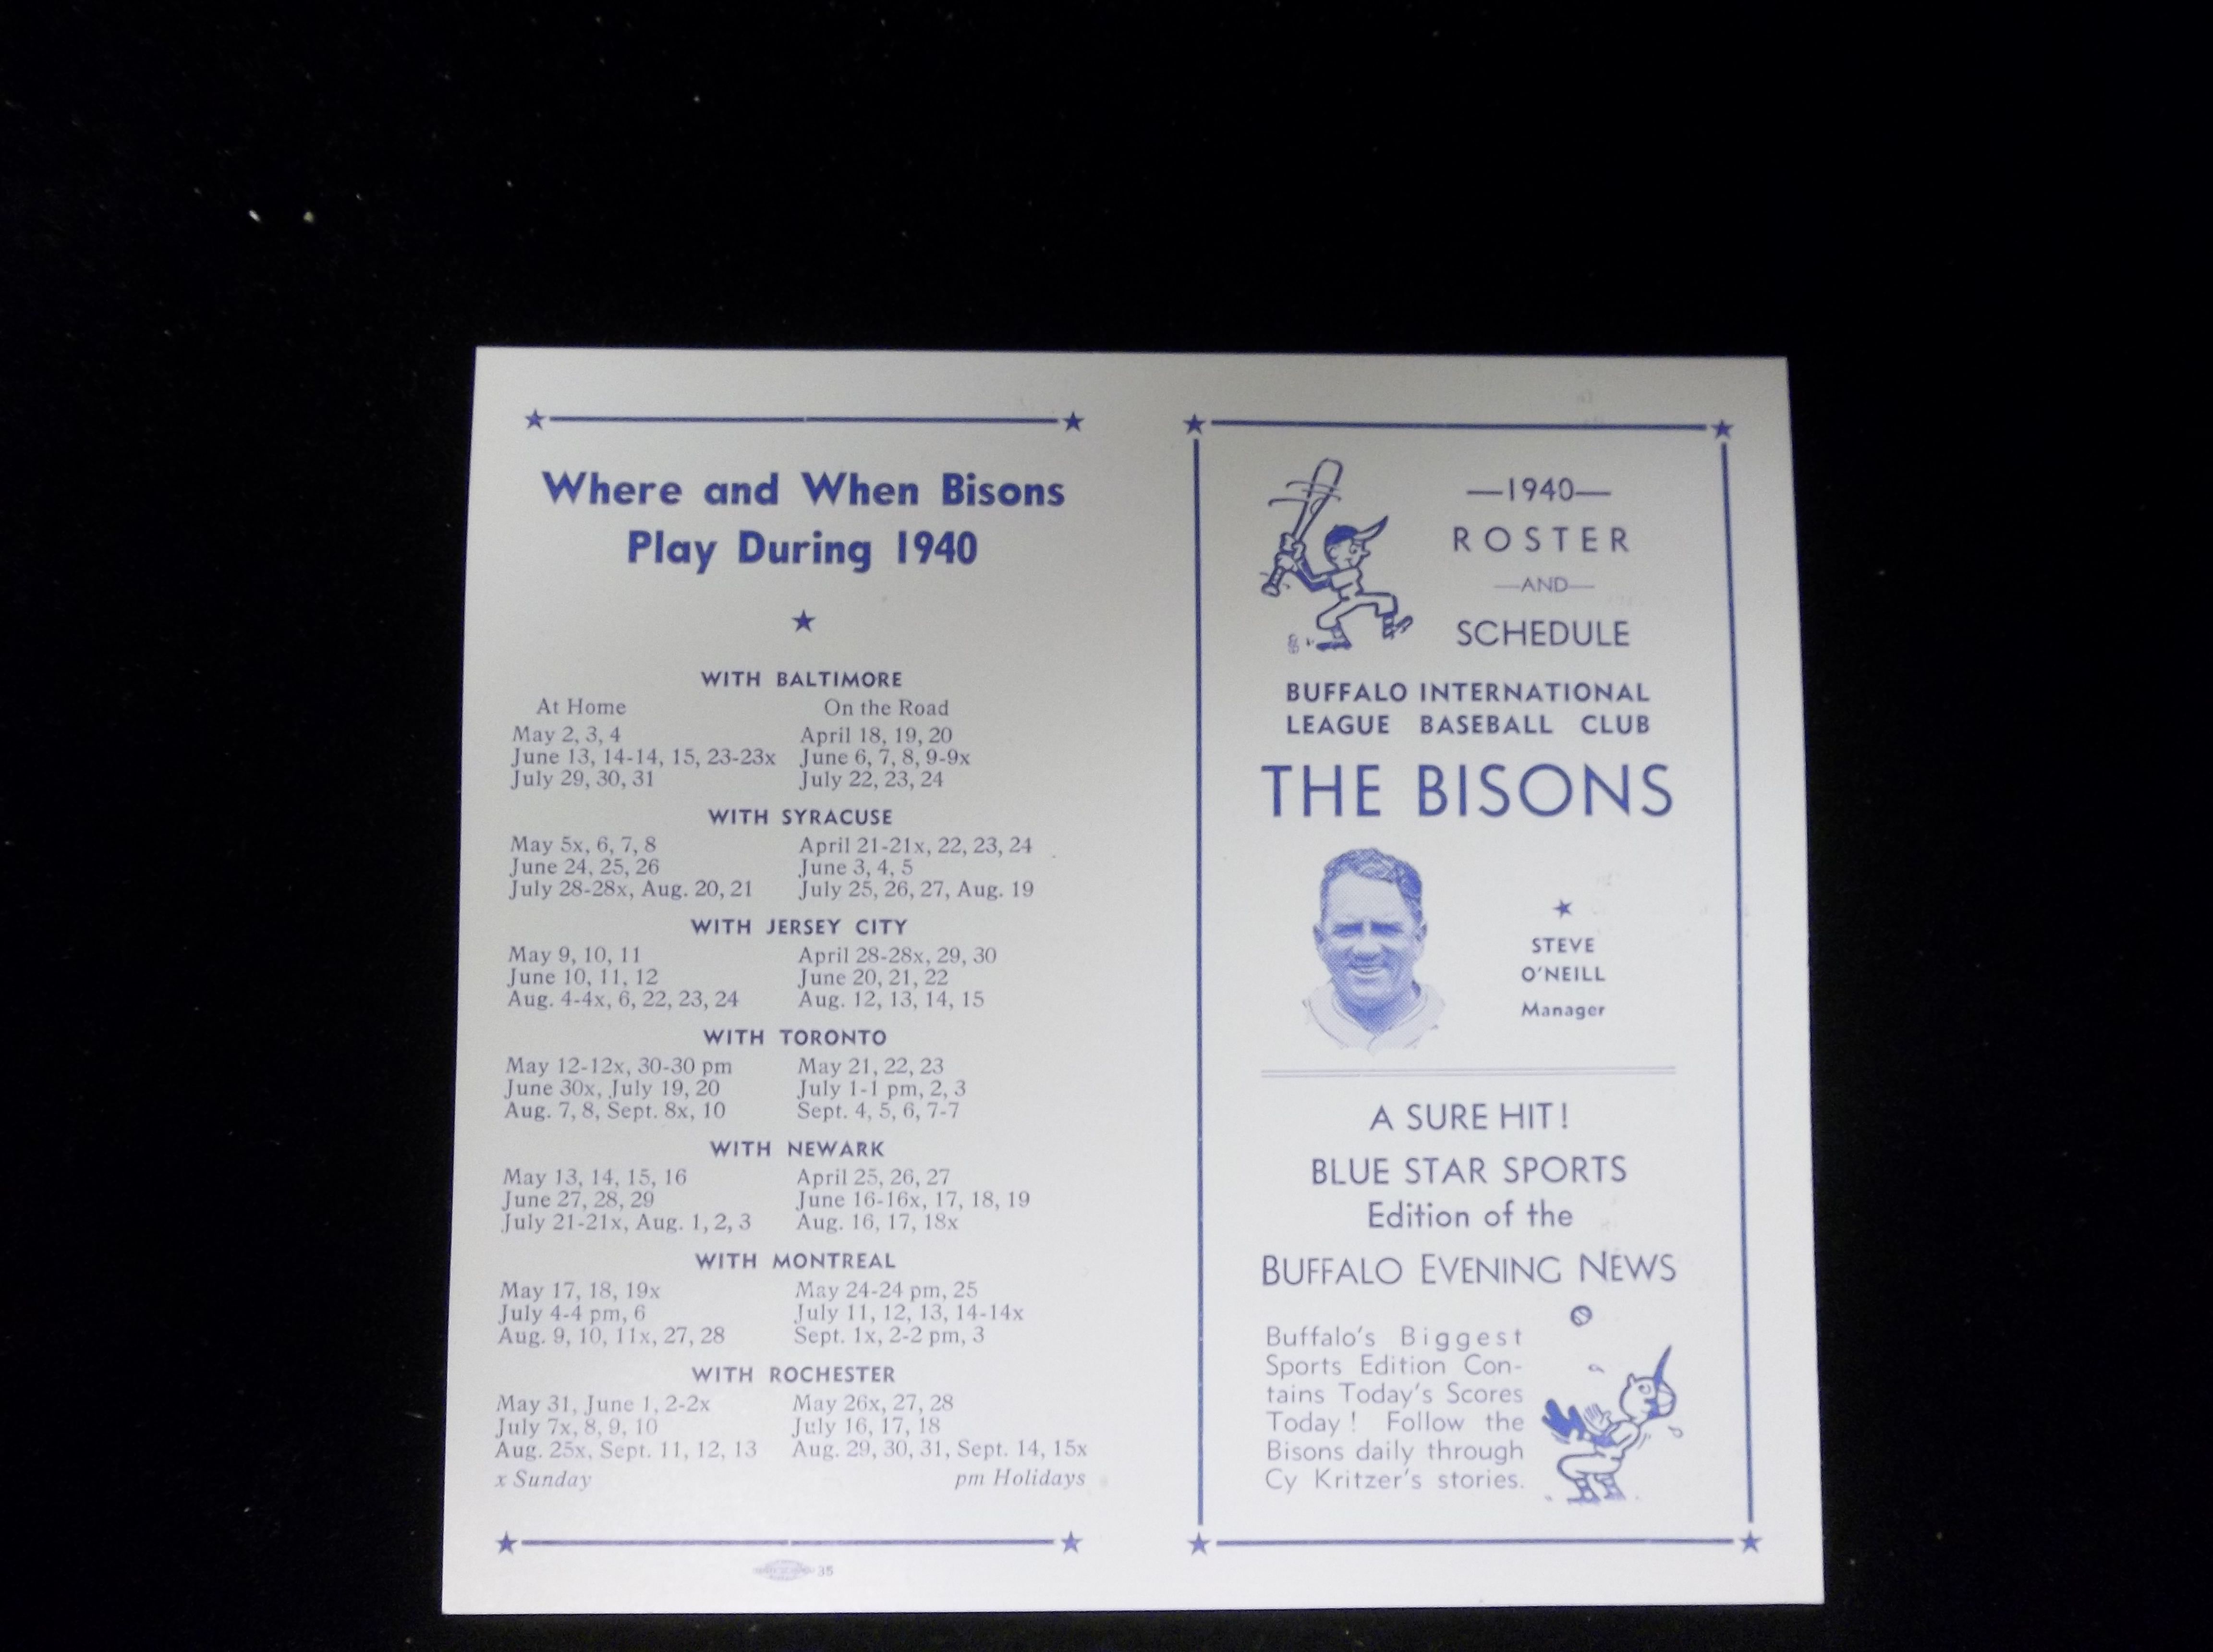 Where and When Bisons
Play During 1940
WITH BALTIMORE
At Home On the Road
May 2, 3, 4 April 18, 19, 20
June 13, 14-14, 15, 23-23x June 6, 7, 8, 9-9x
July 29, 30, 31 July 22, 23, 24
WITH SYRACUSE
May 5x, 6, 7, 8 April 21-21x, 22, 23, 24
June 24, 25, 26 June 3, 4, 5
July 28-28x, Aug. 20, 21 July 25, 26, 27, Aug. 19
WITH JERSEY CITY
May 9, 10, 11 April 28-28x, 29, 30
June 10, 11, 12 June 20, 21, 22
Aug. 4-4x, 6, 22, 23, 24 Aug. 12, 13, 14, 15
WITH TORONTO
May 12-12x, 30-30 pm May 21, 22, 23
June 30x, July 19, 20 July 1-1 pm, 2, 3
Aug. 7, 8, Sept. 8x, 10 Sept. 4, 5, 6, 7-7
WITH NEWARK
May 13, 14, 15, 16 April 25, 26, 27
June 27, 28, 29 June 16-16x, 17, 18, 19
July 21-21x, Aug. 1, 2, 3 Aug. 16, 17, 18x
WITH MONTREAL
May 17, 18, 19x May 24-24 pm, 25
July 4-4 pm, 6 July 11, 12, 13, 14-14x
Aug. 9, 10, 11x, 27, 28 Sept. 1x, 2-2 pm, 3
WITH ROCHESTER
May 31, June 1, 2-2x May 26x, 27, 28
July 7x, 8, 9, 10 July 16, 17, 18
Aug. 25x, Sept. 11, 12, 13 Aug. 29, 30, 31, Sept. 14, 15x
x Sunday pm Holidays
35
—1940—
ROSTER
—AND—
SCHEDULE
BUFFALO INTERNATIONAL
LEAGUE BASEBALL CLUB
THE BISONS
STEVE
O'NEILL
Manager
A SURE HIT!
BLUE STAR SPORTS
Edition of the
BUFFALO EVENING NEWS
Buffalo's Biggest
Sports Edition Con-
tains Today's Scores
Today! Follow the
Bisons daily through
Cy Kritzer's stories.